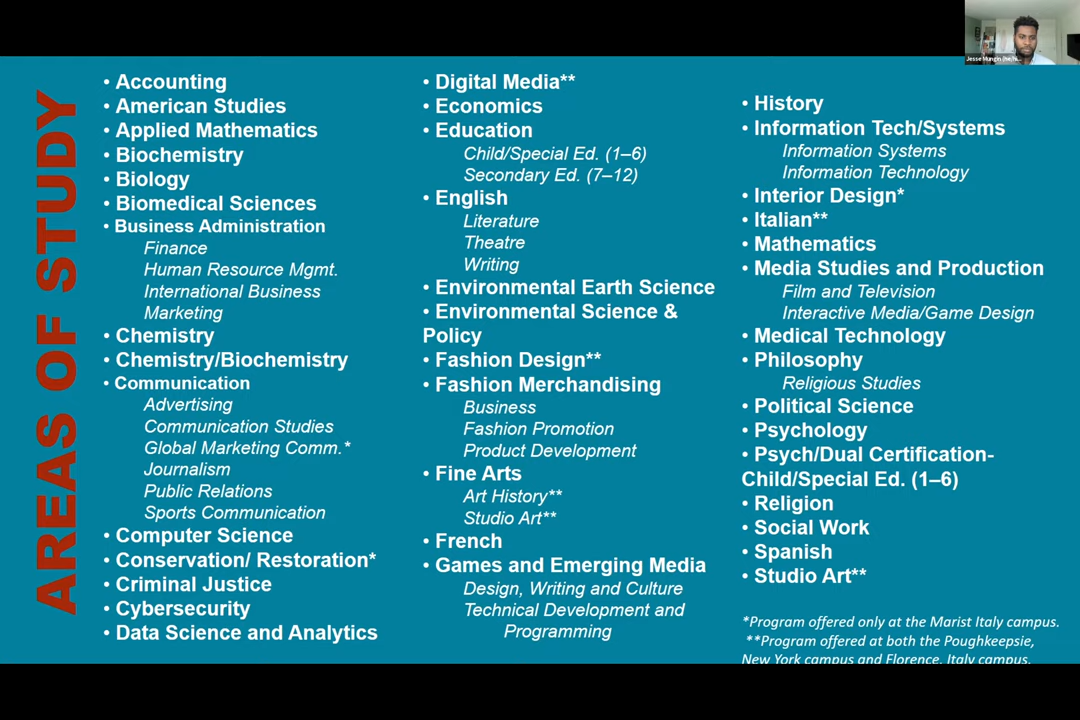 Jesse Mungin (he/hi...
AREAS OF STUDY
• Accounting
• American Studies
• Applied Mathematics
• Biochemistry
• Biology
• Biomedical Sciences
• Business Administration
Finance
Human Resource Mgmt.
International Business
Marketing
• Chemistry
• Chemistry/Biochemistry
• Communication
Advertising
Communication Studies
Global Marketing Comm.*
Journalism
Public Relations
Sports Communication
• Computer Science
• Conservation/ Restoration*
• Criminal Justice
• Cybersecurity
• Data Science and Analytics
• Digital Media**
• Economics
• Education
Child/Special Ed. (1–6)
Secondary Ed. (7–12)
• English
Literature
Theatre
Writing
• Environmental Earth Science
• Environmental Science &
Policy
• Fashion Design**
• Fashion Merchandising
Business
Fashion Promotion
Product Development
• Fine Arts
Art History**
Studio Art**
• French
• Games and Emerging Media
Design, Writing and Culture
Technical Development and
Programming
• History
• Information Tech/Systems
Information Systems
Information Technology
• Interior Design*
• Italian**
• Mathematics
• Media Studies and Production
Film and Television
Interactive Media/Game Design
• Medical Technology
• Philosophy
Religious Studies
• Political Science
• Psychology
• Psych/Dual Certification-
Child/Special Ed. (1–6)
• Religion
• Social Work
• Spanish
• Studio Art**
*Program offered only at the Marist Italy campus.
**Program offered at both the Poughkeepsie,
New York campus and Florence, Italy campus.